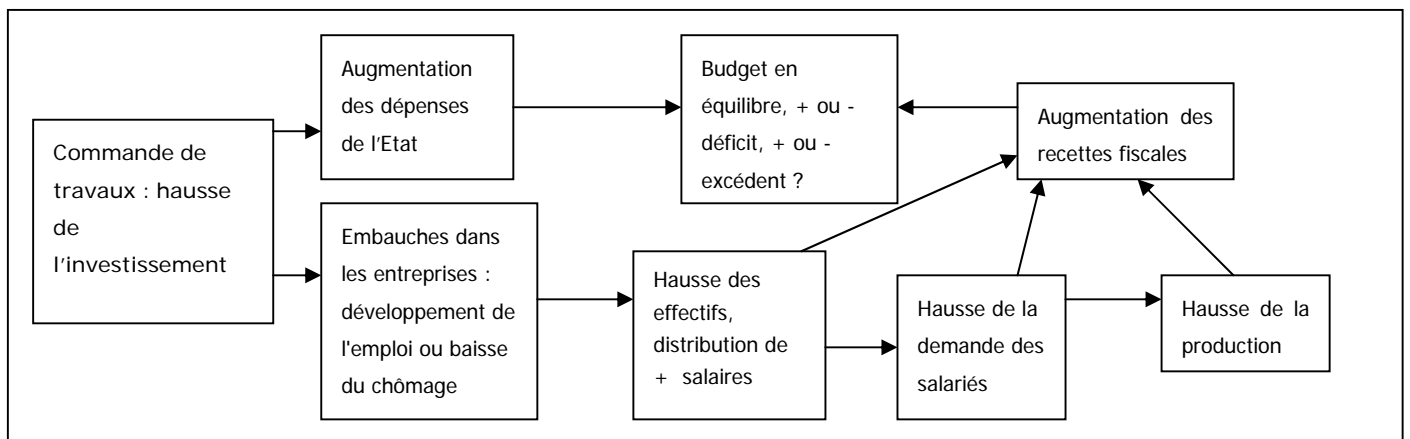 Commande de
travaux : hausse
de
l'investissement
Augmentation
des dépenses
de l'Etat
Embauches dans
les entreprises :
développement de
l'emploi ou baisse
du chômage
Budget en
équilibre, + ou -
déficit, + ou -
excédent ?
Hausse des
effectifs,
distribution de
+ salaires
Hausse de la
demande des
salariés
Hausse de la
production
Augmentation des
recettes fiscales